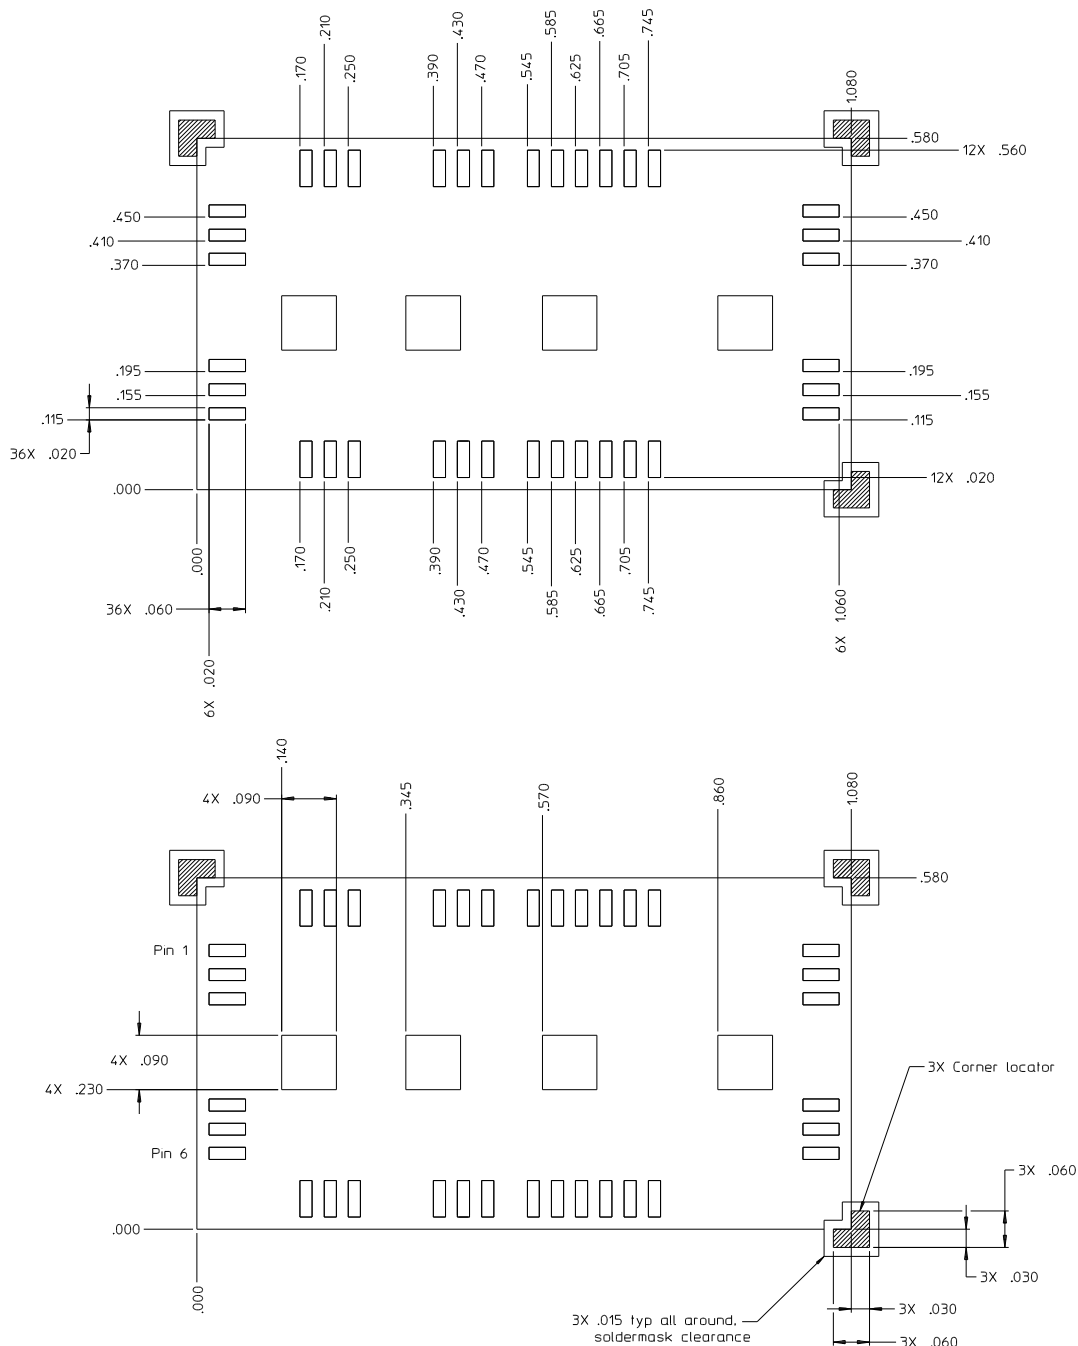 .170
.210
.250
.390
.430
.470
.545
.585
.625
.665
.705
.745
1.080
.580
12X .560
.450
.410
.370
.450
.410
.370
.195
.155
.115
36X .020
.195
.155
.115
.000
12X .020
.000
.170
.210
.250
.390
.430
.470
.545
.585
.625
.665
.705
.745
36X .060
6X .020
6X 1.060
.140
4X .090
.345
.570
.860
1.080
.580
Pin 1
4X .090
4X .230
3X Corner locator
Pin 6
3X .060
.000
3X .030
.000
3X .030
3X .015 typ all around,
soldermask clearance
3X .060